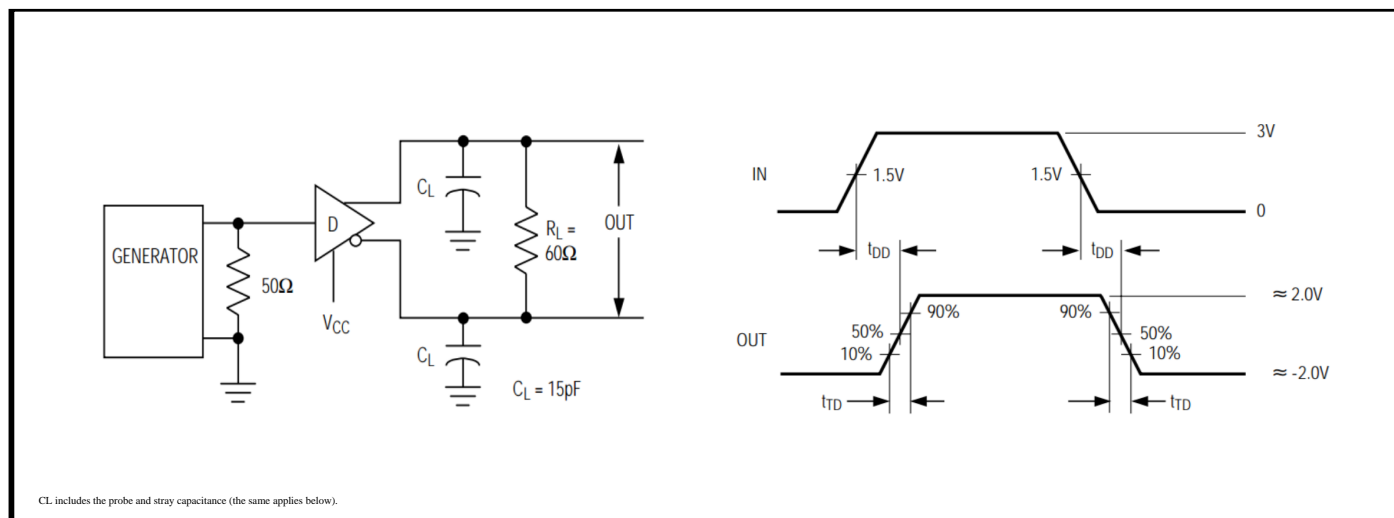 GENERATOR
50Ω
D
VCC
CL
CL
RL =
60Ω
OUT
CL = 15pF
IN
1.5V
1.5V
3V
0
tDD
tDD
OUT
90%
50%
10%
90%
50%
10%
≈ 2.0V
≈ -2.0V
tTD
tTD
CL includes the probe and stray capacitance (the same applies below).